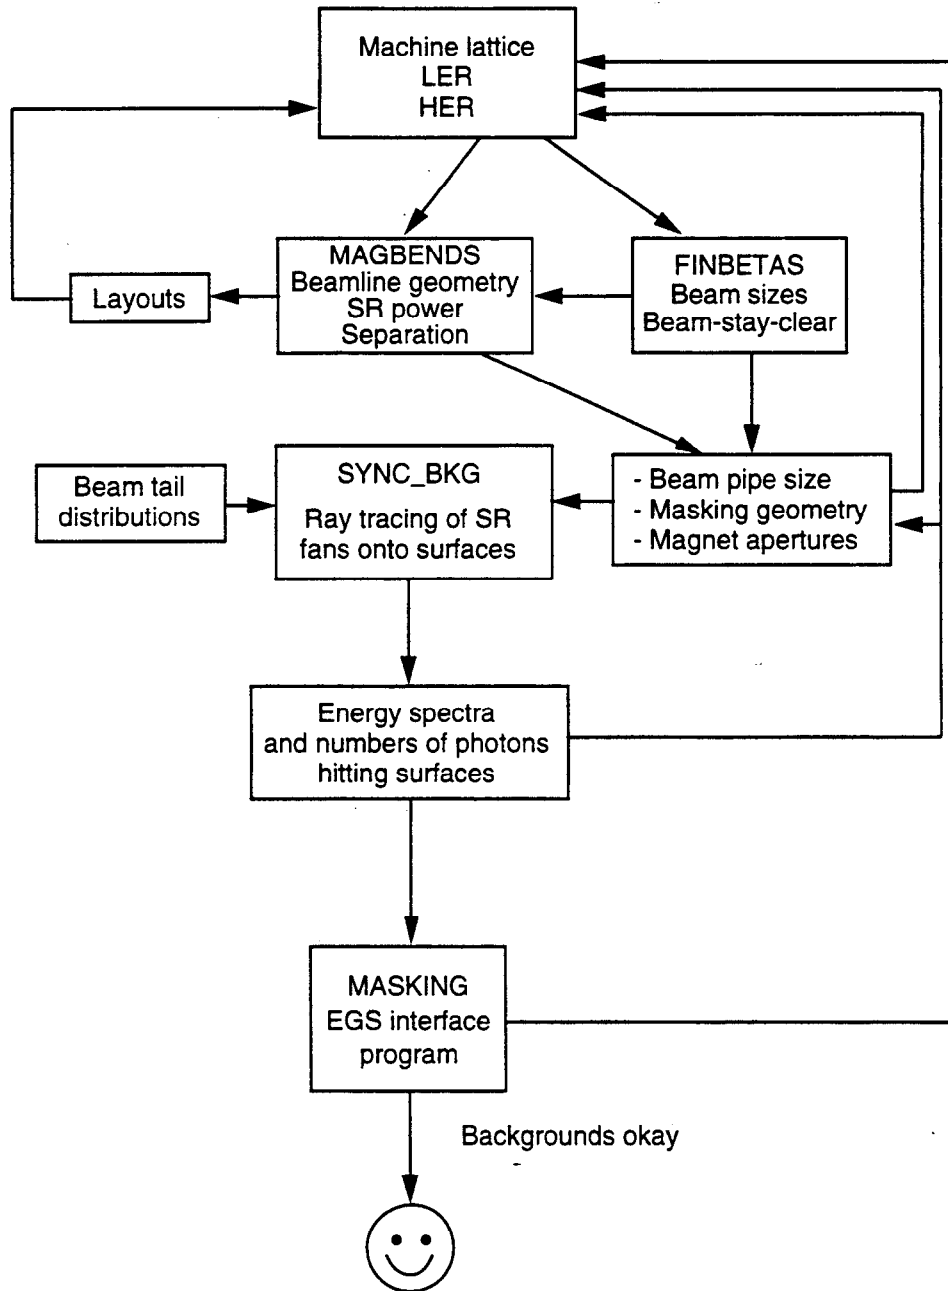 Machine lattice
LER
HER
MAGBENDS
Beamline geometry
SR power
Separation
FINBETAS
Beam sizes
Beam-stay-clear
Layouts
Beam tail
distributions
SYNC_BKG
Ray tracing of SR
fans onto surfaces
- Beam pipe size
- Masking geometry
- Magnet apertures
Energy spectra
and numbers of photons
hitting surfaces
MASKING
EGS interface
program
Backgrounds okay